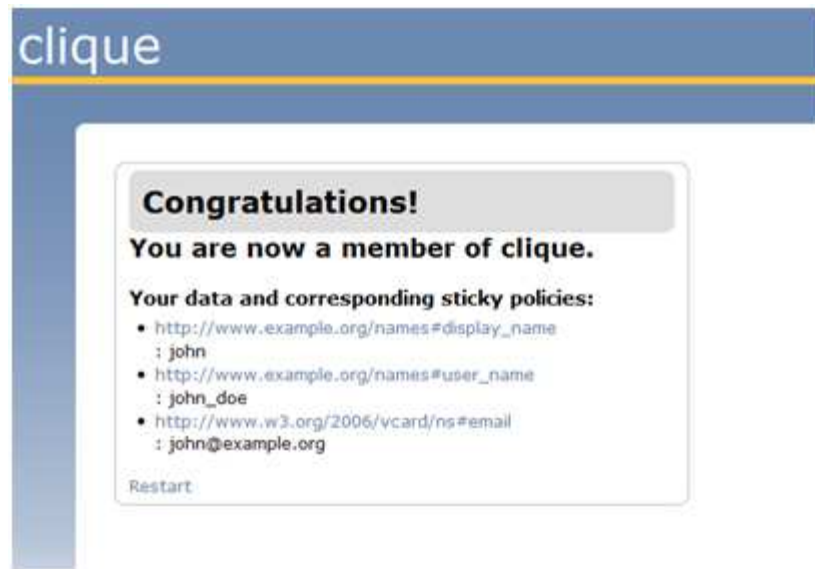 clique
Congratulations!
You are now a member of clique.
Your data and corresponding sticky policies:
• http://www.example.org/names#display_name
: john
• http://www.example.org/names#user_name
: john_doe
• http://www.w3.org/2006/vcard/ns#email
: john@example.org
Restart